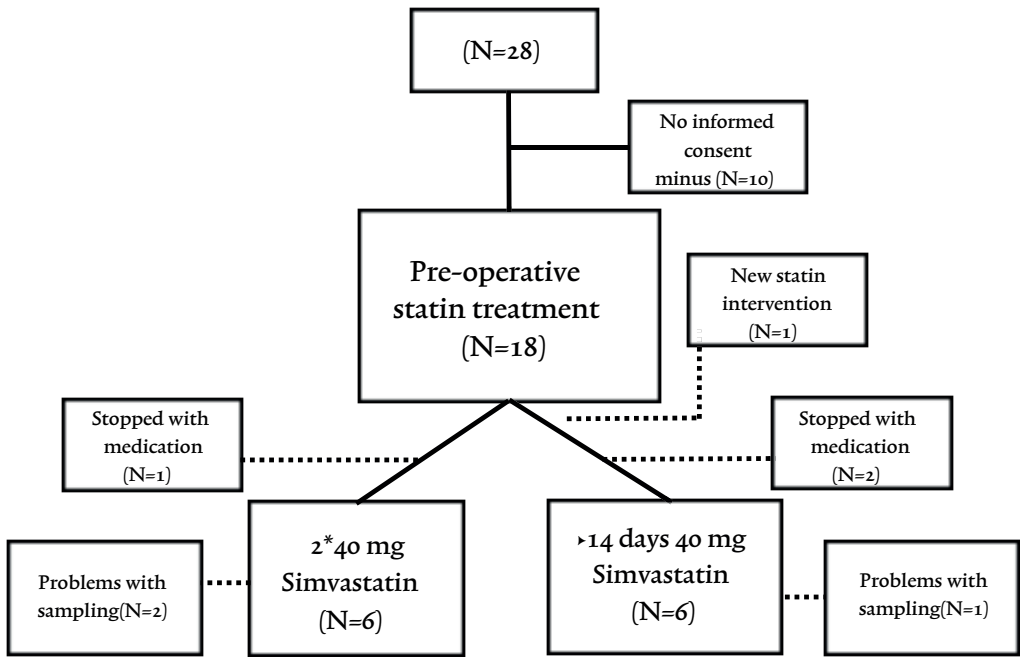 (N=28)
No informed
consent
minus (N=10)
Pre-operative
statin treatment
(N=18)
New statin
intervention
(N=1)
Stopped with
medication
(N=1)
Stopped with
medication
(N=2)
2*40 mg
Simvastatin
(N=6)
‣14 days 40 mg
Simvastatin
(N=6)
Problems with
sampling(N=2)
Problems with
sampling(N=1)